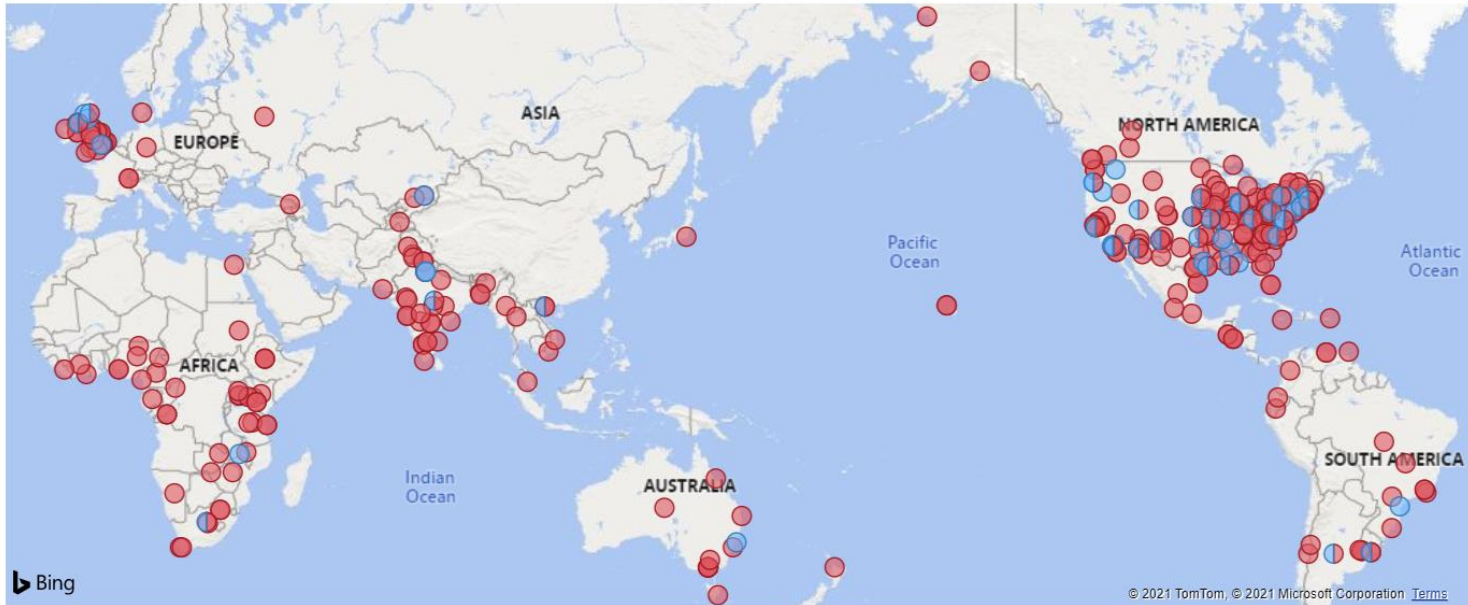 ASIA
NORTH AMERICA
EUROPE
Pacific
Ocean
Atlantic
Ocean
AFRICA
SOUTH AMERICA
Indian
Ocean
AUSTRALIA
Bing
© 2021 TomTom, © 2021 Microsoft Corporation Terms